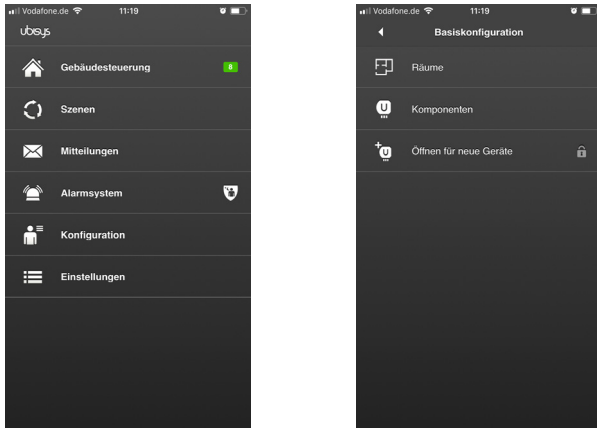 Vodafone.de 11:19
ubisys
Gebäudesteuerung 8
Szenen
Mitteilungen
Alarmsystem
Konfiguration
Einstellungen
Vodafone.de 11:19
Basiskonfiguration
Räume
U Komponenten
U Öffnen für neue Geräte